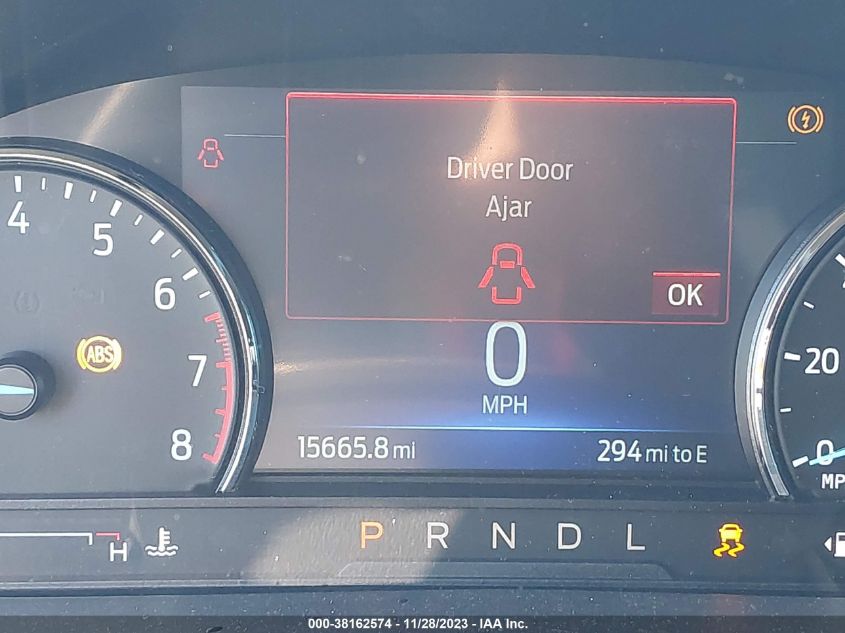 Driver Door
Ajar
OK
4
5
6
7
8
ABS
0
MPH
20
0
MP
15665.8 mi
294 mi to E
H
P R N D L
000-38162574 - 11/28/2023 - IAA Inc.